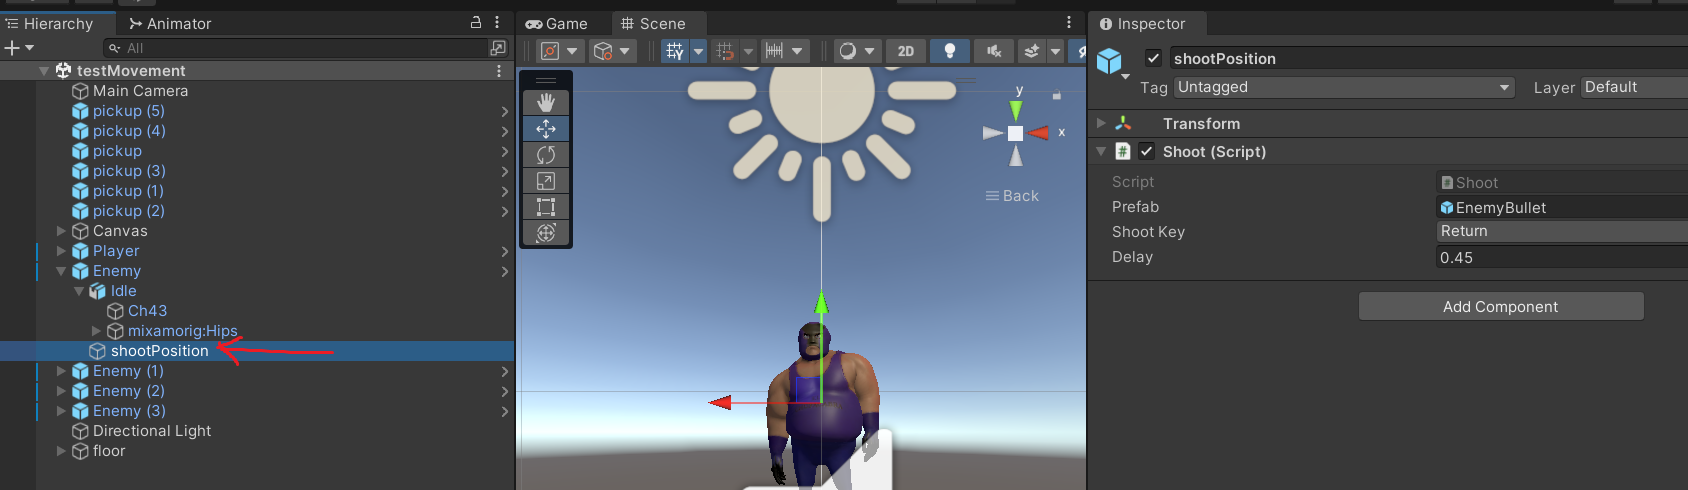 Hierarchy
Animator
All
testMovement
Main Camera
pickup (5)
pickup (4)
pickup
pickup (3)
pickup (1)
pickup (2)
Canvas
Player
Enemy
Idle
Ch43
mixamorig:Hips
shootPosition
Enemy (1)
Enemy (2)
Enemy (3)
Directional Light
floor
Game
Scene
2D
y
x
Back
Inspector
shootPosition
Tag Untagged Layer Default
Transform
# Shoot (Script)
Script # Shoot
Prefab EnemyBullet
Shoot Key Return
Delay 0.45
Add Component